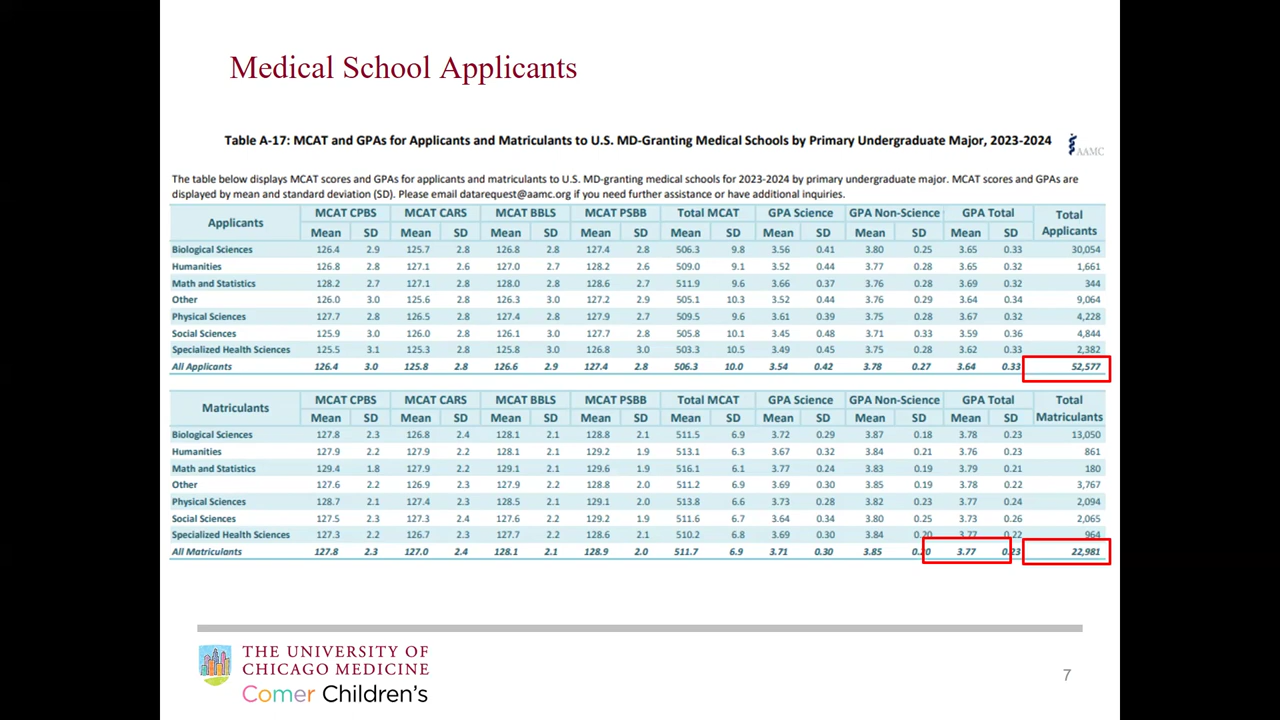 Medical School Applicants
Table A-17: MCAT and GPAs for Applicants and Matriculants to U.S. MD-Granting Medical Schools by Primary Undergraduate Major, 2023-2024
AAMC
The table below displays MCAT scores and GPAs for applicants and matriculants to U.S. MD-granting medical schools for 2023-2024 by primary undergraduate major. MCAT scores and GPAs are
displayed by mean and standard deviation (SD). Please email datarequest@aamc.org if you need further assistance or have additional inquiries.
Applicants MCAT CPBS MCAT CARS MCAT BBLS MCAT PSBB Total MCAT GPA Science GPA Non-Science GPA Total Total Applicants
Mean SD Mean SD Mean SD Mean SD Mean SD Mean SD Mean SD Mean SD
Biological Sciences 126.4 2.9 125.7 2.8 126.8 2.8 127.4 2.8 506.3 9.8 3.56 0.41 3.80 0.25 3.65 0.33 30,054
Humanities 126.8 2.8 127.1 2.6 127.0 2.7 128.2 2.6 509.0 9.1 3.52 0.44 3.77 0.28 3.65 0.32 1,661
Math and Statistics 128.2 2.7 127.1 2.8 128.0 2.8 128.6 2.7 511.9 9.6 3.66 0.37 3.76 0.28 3.69 0.32 344
Other 126.0 3.0 125.6 2.8 126.3 3.0 127.2 2.9 505.1 10.3 3.52 0.44 3.76 0.29 3.64 0.34 9,064
Physical Sciences 127.7 2.8 126.5 2.8 127.4 2.8 127.9 2.7 509.5 9.6 3.61 0.39 3.75 0.28 3.67 0.32 4,228
Social Sciences 125.9 3.0 126.0 2.8 126.1 3.0 127.7 2.8 505.8 10.1 3.45 0.48 3.71 0.33 3.59 0.36 4,844
Specialized Health Sciences 125.5 3.1 125.3 2.8 125.8 3.0 126.8 3.0 503.3 10.5 3.49 0.45 3.75 0.28 3.62 0.33 2,382
All Applicants 126.4 3.0 125.8 2.8 126.6 2.9 127.4 2.8 506.3 10.0 3.54 0.42 3.78 0.27 3.64 0.33 52,577
Matriculants MCAT CPBS MCAT CARS MCAT BBLS MCAT PSBB Total MCAT GPA Science GPA Non-Science GPA Total Total Matriculants
Mean SD Mean SD Mean SD Mean SD Mean SD Mean SD Mean SD Mean SD
Biological Sciences 127.8 2.3 126.8 2.4 128.1 2.1 128.8 2.1 511.5 6.9 3.72 0.29 3.87 0.18 3.78 0.23 13,050
Humanities 127.9 2.2 127.9 2.2 128.1 2.1 129.2 1.9 513.1 6.3 3.67 0.32 3.84 0.21 3.76 0.23 861
Math and Statistics 129.4 1.8 127.9 2.2 129.1 2.1 129.6 1.9 516.1 6.1 3.77 0.24 3.83 0.19 3.79 0.21 180
Other 127.6 2.2 126.9 2.3 127.9 2.2 128.8 2.0 511.2 6.9 3.69 0.30 3.85 0.19 3.78 0.22 3,767
Physical Sciences 128.7 2.1 127.4 2.3 128.5 2.1 129.1 2.0 513.8 6.6 3.73 0.28 3.82 0.23 3.77 0.24 2,094
Social Sciences 127.5 2.3 127.3 2.4 127.6 2.2 129.2 1.9 511.6 6.7 3.64 0.34 3.80 0.25 3.73 0.26 2,065
Specialized Health Sciences 127.3 2.2 126.7 2.3 127.7 2.2 128.6 2.1 510.2 6.8 3.69 0.30 3.84 0.20 3.77 0.22 964
All Matriculants 127.8 2.3 127.0 2.4 128.1 2.1 128.9 2.0 511.7 6.9 3.71 0.30 3.85 0.20 3.77 0.23 22,981
THE UNIVERSITY OF
CHICAGO MEDICINE
Comer Children's
7